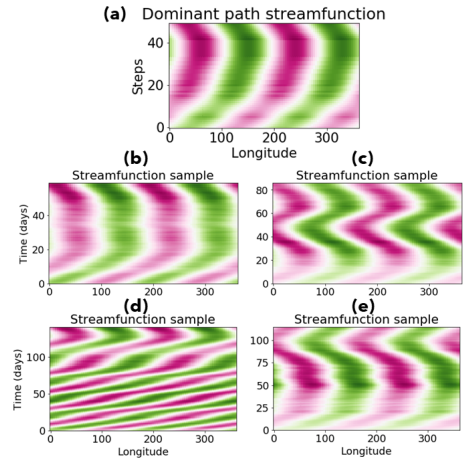 (a) Dominant path streamfunction
40
20
0
Steps
0 100 200 300
Longitude
(b) (c)
Streamfunction sample Streamfunction sample
40
20
0
Time (days)
0 100 200 300
80
60
40
20
0
0 100 200 300
(d) (e)
Streamfunction sample Streamfunction sample
100
50
0
Time (days)
0 100 200 300
Longitude
100
75
50
25
0
0 100 200 300
Longitude